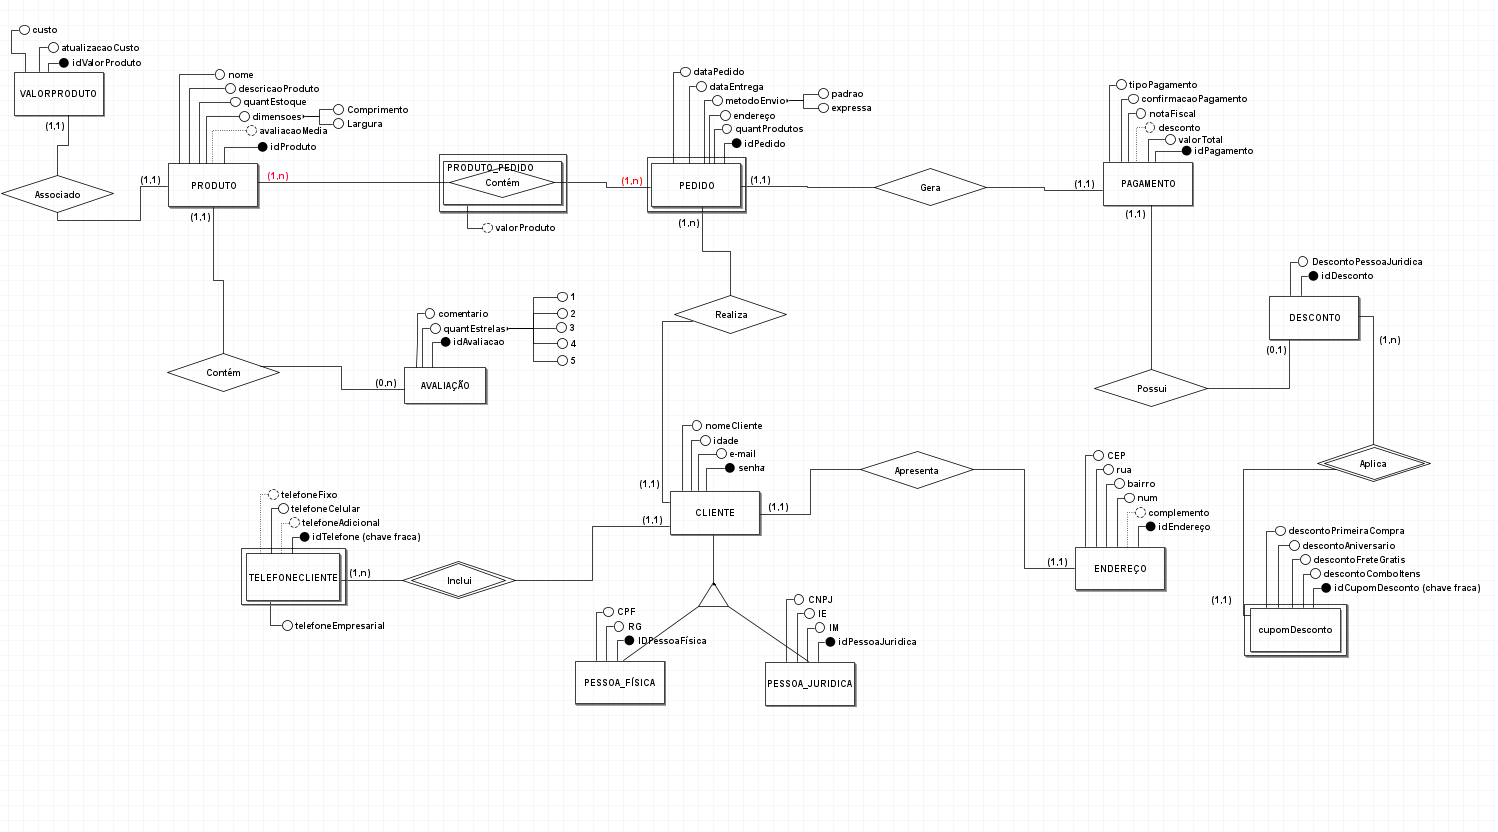 custo
atualizacaoCusto
idValorProduto
VALORPRODUTO
(1,1)
Associado
(1,1)
nome
descricaoProduto
quantEstoque
dimensoes
Comprimento
Largura
avaliacaoMedia
idProduto
PRODUTO
(1,n)
(1,1)
PRODUTO_PEDIDO
Contém
valorProduto
(1,n)
dataPedido
dataEntrega
metodoEnvio
padrao
expressa
endereço
quantProdutos
idPedido
PEDIDO
(1,1)
(1,n)
Gera
(1,1)
tipoPagamento
confirmacaoPagamento
notaFiscal
desconto
valorTotal
idPagamento
PAGAMENTO
(1,1)
DescontoPessoaJuridica
idDesconto
DESCONTO
(0,1)
(1,n)
Realiza
comentario
quantEstrelas
idAvaliacao
1
2
3
4
5
Contém
(0,n)
AVALIAÇÃO
Possui
Aplica
nomeCliente
idade
e-mail
senha
(1,1)
CLIENTE
(1,1)
(1,1)
Apresenta
CEP
rua
bairro
num
complemento
idEndereço
(1,1)
ENDEREÇO
telefoneFixo
telefoneCelular
telefoneAdicional
idTelefone (chave fraca)
TELEFONECLIENTE
(1,n)
Inclui
telefoneEmpresarial
descontoPrimeiraCompra
descontoAniversario
descontoFreteGratis
descontoComboItens
idCupomDesconto (chave fraca)
(1,1)
cupomDesconto
CPF
RG
IDPessoaFísica
PESSOA_FÍSICA
CNPJ
IE
IM
idPessoaJuridica
PESSOA_JURIDICA